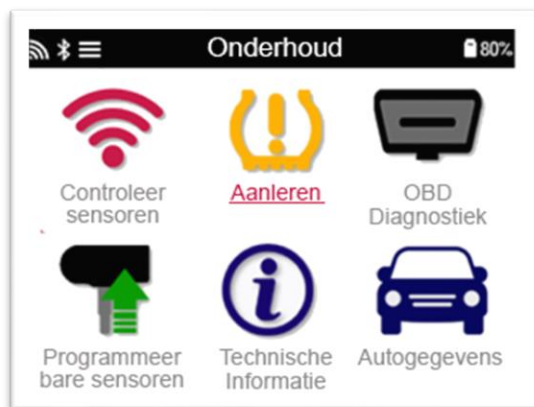 Onderhoud
80%
Controleer
sensoren
Aanleren
OBD
Diagnostiek
Programmeer
bare sensoren
Technische
Informatie
Autogegevens